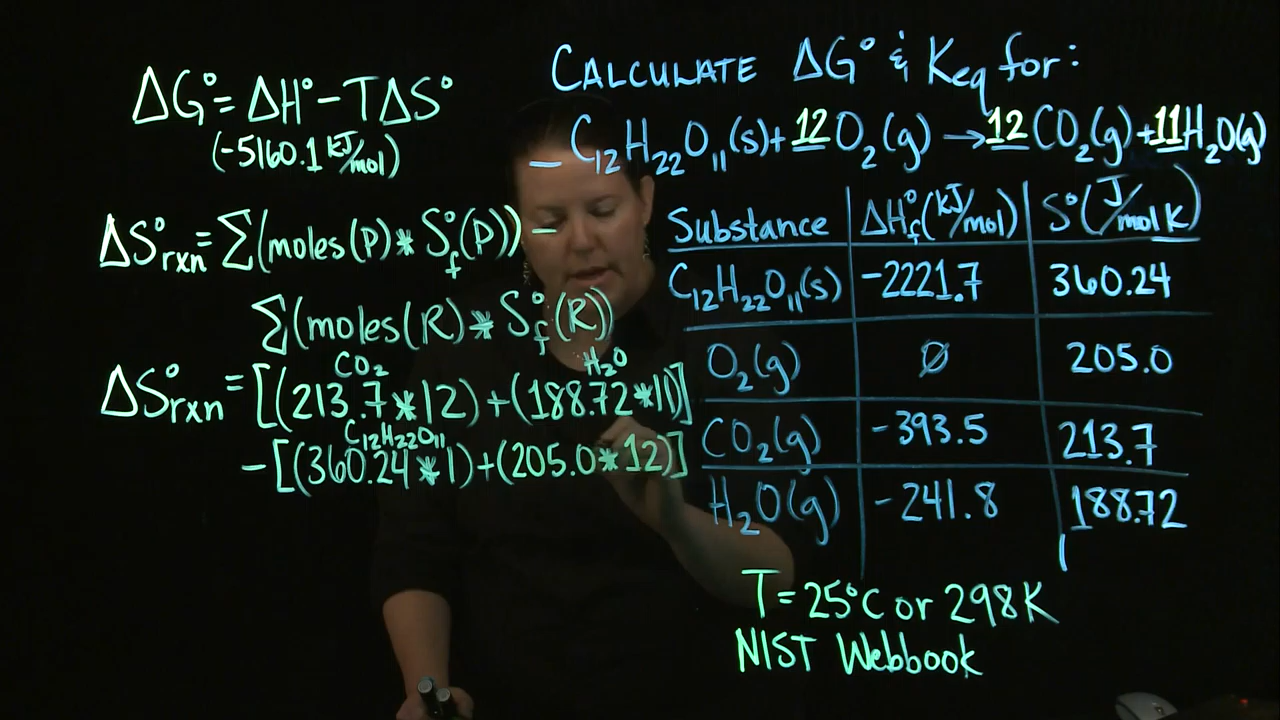 CALCULATE ΔG° & Keq for:
C₁₂H₂₂O₁₁(s) + 12 O₂(g) → 12 CO₂(g) + 11 H₂O(g)
ΔG° = ΔH° − TΔS°
(-5160.1 kJ/mol)
ΔS°rxn = Σ(moles(P) * S°f(P)) −
Σ(moles(R) * S°f(R))
CO₂ H₂O
ΔS°rxn = [(213.7 * 12) + (188.72 * 11)]
C₁₂H₂₂O₁₁
− [(360.24 * 1) + (205.0 * 12)]
Substance ΔH°f (kJ/mol) S° (J/mol K)
C₁₂H₂₂O₁₁(s) -2221.7 360.24
O₂(g) Ø 205.0
CO₂(g) -393.5 213.7
H₂O(g) -241.8 188.72
T = 25°C or 298K
NIST Webbook